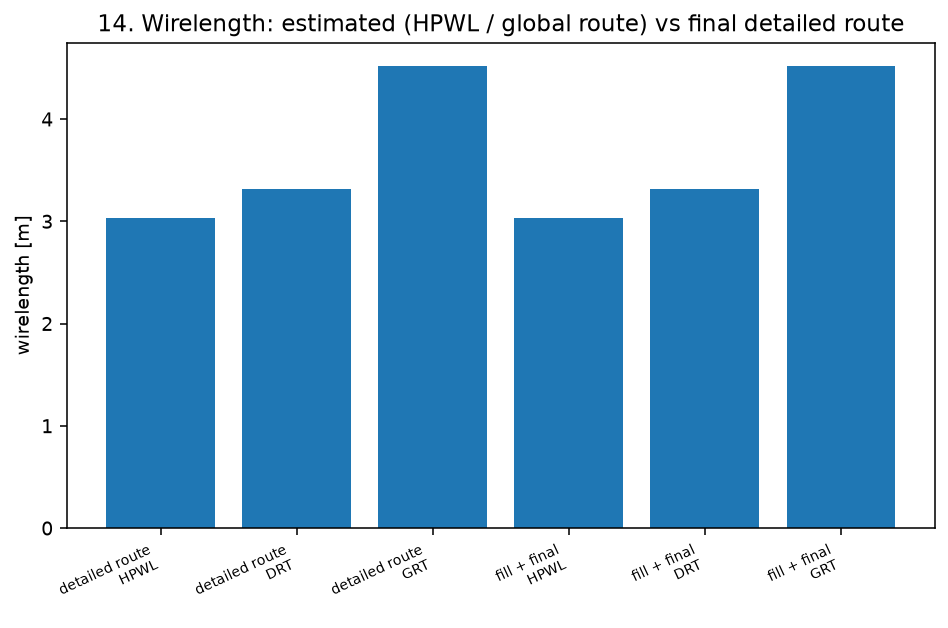 14. Wirelength: estimated (HPWL / global route) vs final detailed route
wirelength [m]
4
3
2
1
0
detailed route
HPWL
detailed route
DRT
detailed route
GRT
fill + final
HPWL
fill + final
DRT
fill + final
GRT